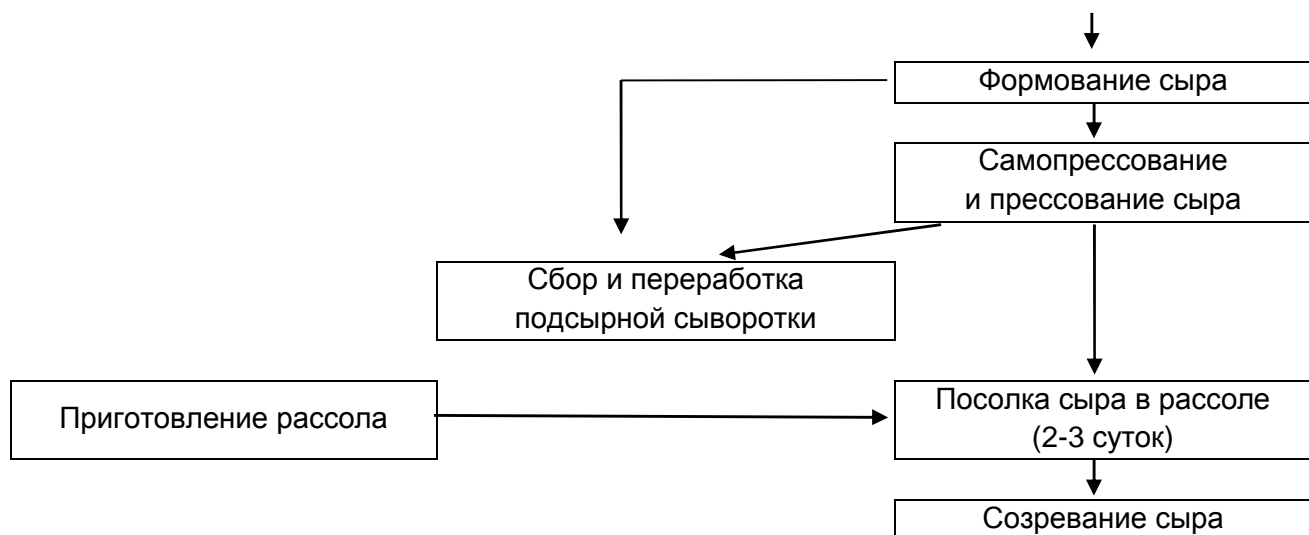 Формование сыра
Самопрессование
и прессование сыра
Сбор и переработка
подсырной сыворотки
Приготовление рассола
Посолка сыра в рассоле
(2-3 суток)
Созревание сыра